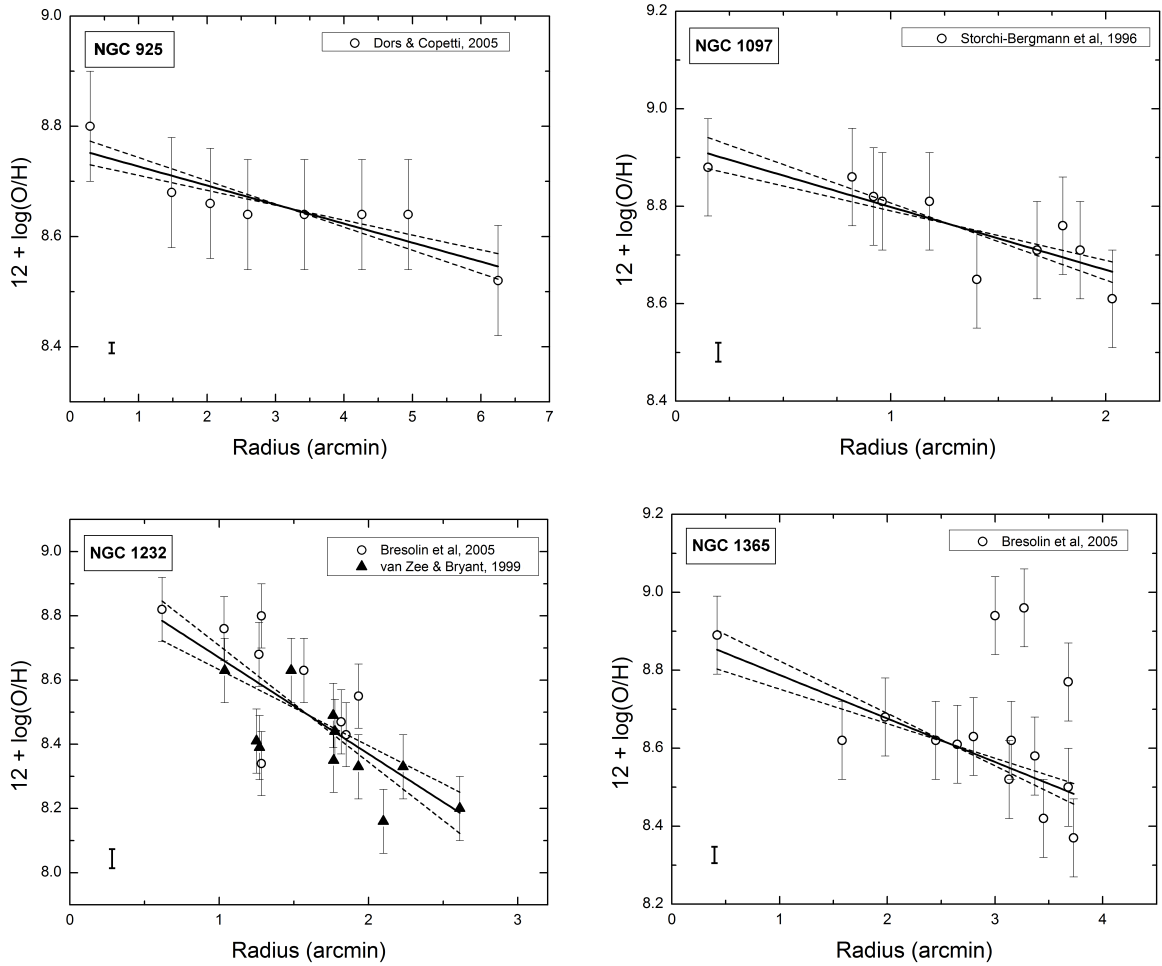 NGC 925
Dors & Copetti, 2005
9.0
8.8
8.6
8.4
12 + log(O/H)
0 1 2 3 4 5 6 7
Radius (arcmin)
NGC 1097
Storchi-Bergmann et al, 1996
9.2
9.0
8.8
8.6
8.4
12 + log(O/H)
0 1 2
Radius (arcmin)
NGC 1232
Bresolin et al, 2005
van Zee & Bryant, 1999
9.0
8.8
8.6
8.4
8.2
8.0
12 + log(O/H)
0 1 2 3
Radius (arcmin)
NGC 1365
Bresolin et al, 2005
9.2
9.0
8.8
8.6
8.4
8.2
12 + log(O/H)
0 1 2 3 4
Radius (arcmin)